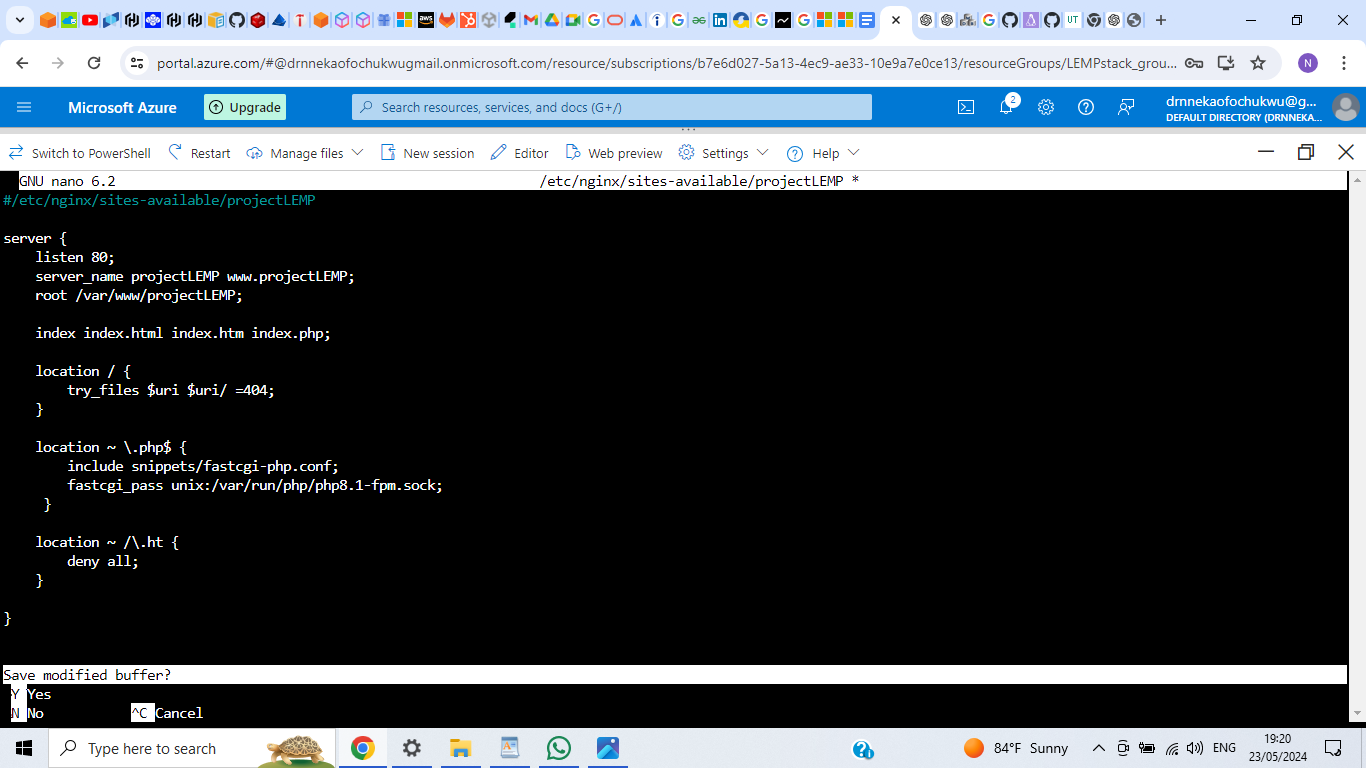 portal.azure.com/#@drnnekaofochukwugmail.onmicrosoft.com/resource/subscriptions/b7e6d027-5a13-4ec9-ae33-10e9a7e0ce13/resourceGroups/LEMPstack_grou...
N
Microsoft Azure
Upgrade
Search resources, services, and docs (G+/)
2
drnnekaofochukwu@g...
DEFAULT DIRECTORY (DRNNEKA...
Switch to PowerShell Restart Manage files New session Editor Web preview Settings Help
GNU nano 6.2 /etc/nginx/sites-available/projectLEMP *
#/etc/nginx/sites-available/projectLEMP
server {
listen 80;
server_name projectLEMP www.projectLEMP;
root /var/www/projectLEMP;
index index.html index.htm index.php;
location / {
try_files $uri $uri/ =404;
}
location ~ \.php$ {
include snippets/fastcgi-php.conf;
fastcgi_pass unix:/var/run/php/php8.1-fpm.sock;
}
location ~ /\.ht {
deny all;
}
}
Save modified buffer?
Y Yes
N No ^C Cancel
Type here to search
84°F Sunny
ENG
19:20
23/05/2024